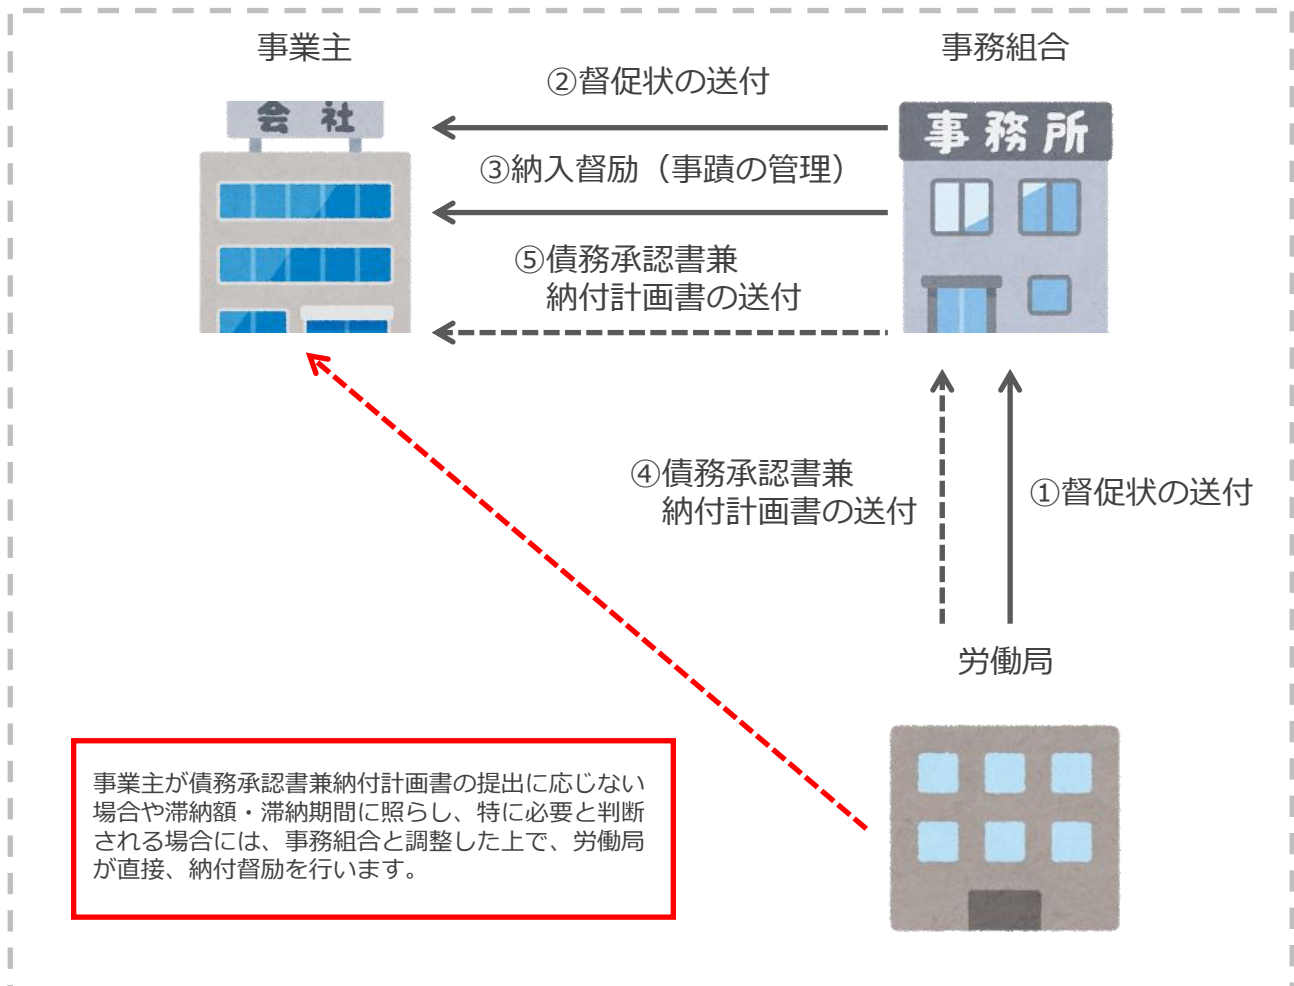 事業主
事務組合
②督促状の送付
会社
事務所
③納入督励（事蹟の管理）
⑤債務承認書兼
納付計画書の送付
④債務承認書兼
納付計画書の送付
①督促状の送付
労働局
事業主が債務承認書兼納付計画書の提出に応じない
場合や滞納額・滞納期間に照らし、特に必要と判断
される場合には、事務組合と調整した上で、労働局
が直接、納付督励を行います。